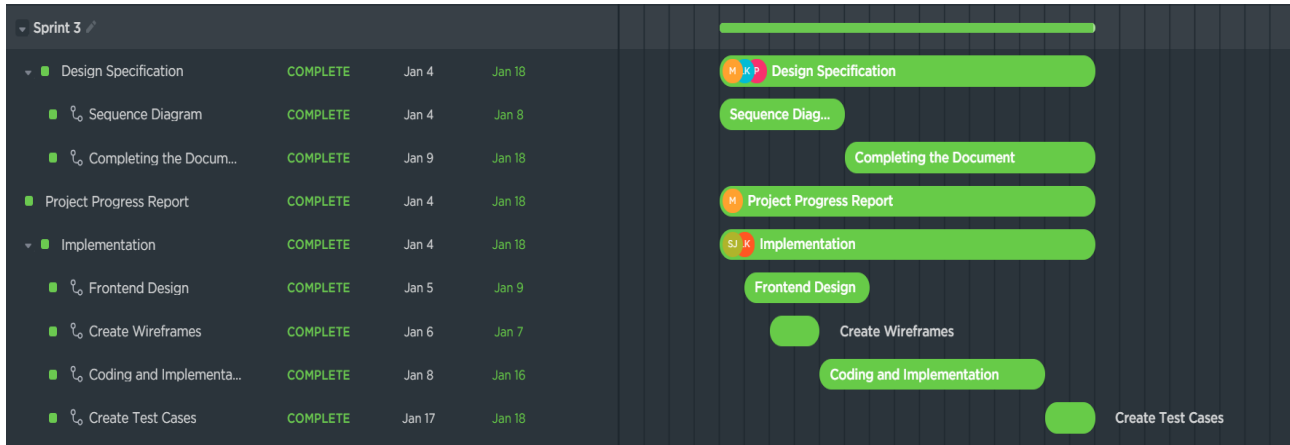 Sprint 3
Design Specification COMPLETE Jan 4 Jan 18 M LK P Design Specification
Sequence Diagram COMPLETE Jan 4 Jan 8 Sequence Diag...
Completing the Docum... COMPLETE Jan 9 Jan 18 Completing the Document
Project Progress Report COMPLETE Jan 4 Jan 18 M Project Progress Report
Implementation COMPLETE Jan 4 Jan 18 SJ LK Implementation
Frontend Design COMPLETE Jan 5 Jan 9 Frontend Design
Create Wireframes COMPLETE Jan 6 Jan 7 Create Wireframes
Coding and Implementa... COMPLETE Jan 8 Jan 16 Coding and Implementation
Create Test Cases COMPLETE Jan 17 Jan 18 Create Test Cases